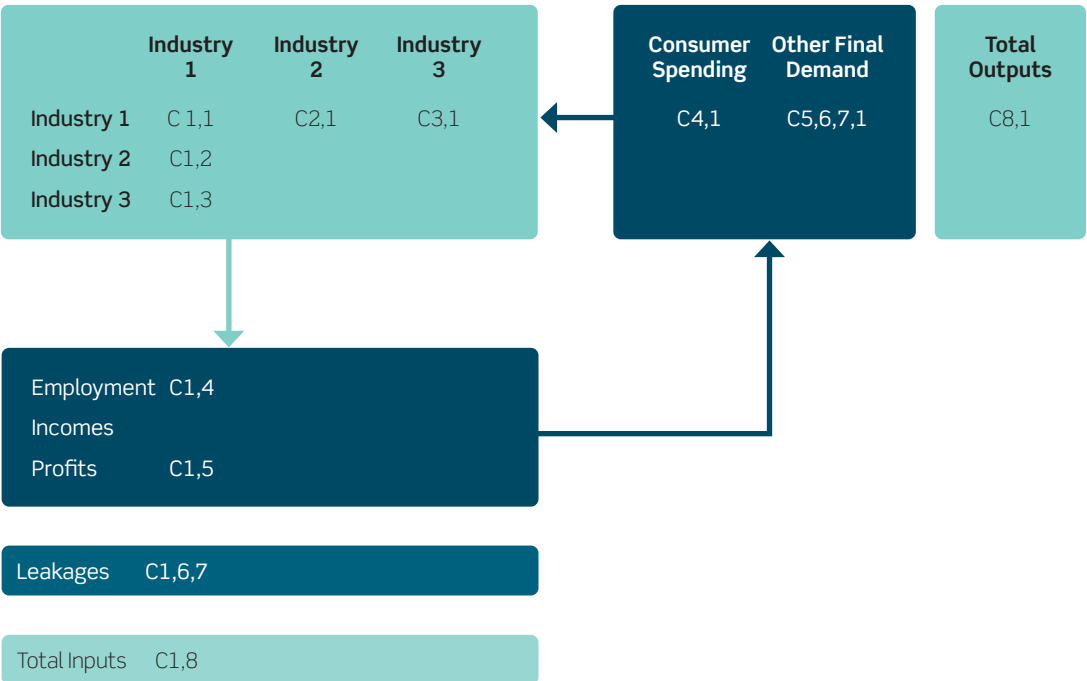 Industry 1 Industry 2 Industry 3
Industry 1 C 1,1 C2,1 C3,1
Industry 2 C1,2
Industry 3 C1,3
Consumer Spending Other Final Demand
C4,1 C5,6,7,1
Total Outputs
C8,1
Employment C1,4
Incomes
Profits C1,5
Leakages C1,6,7
Total Inputs C1,8